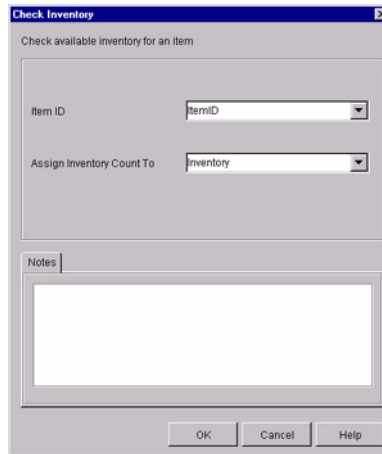 Check Inventory
Check available inventory for an item
Item ID
ItemID
Assign Inventory Count To
Inventory
Notes
OK
Cancel
Help